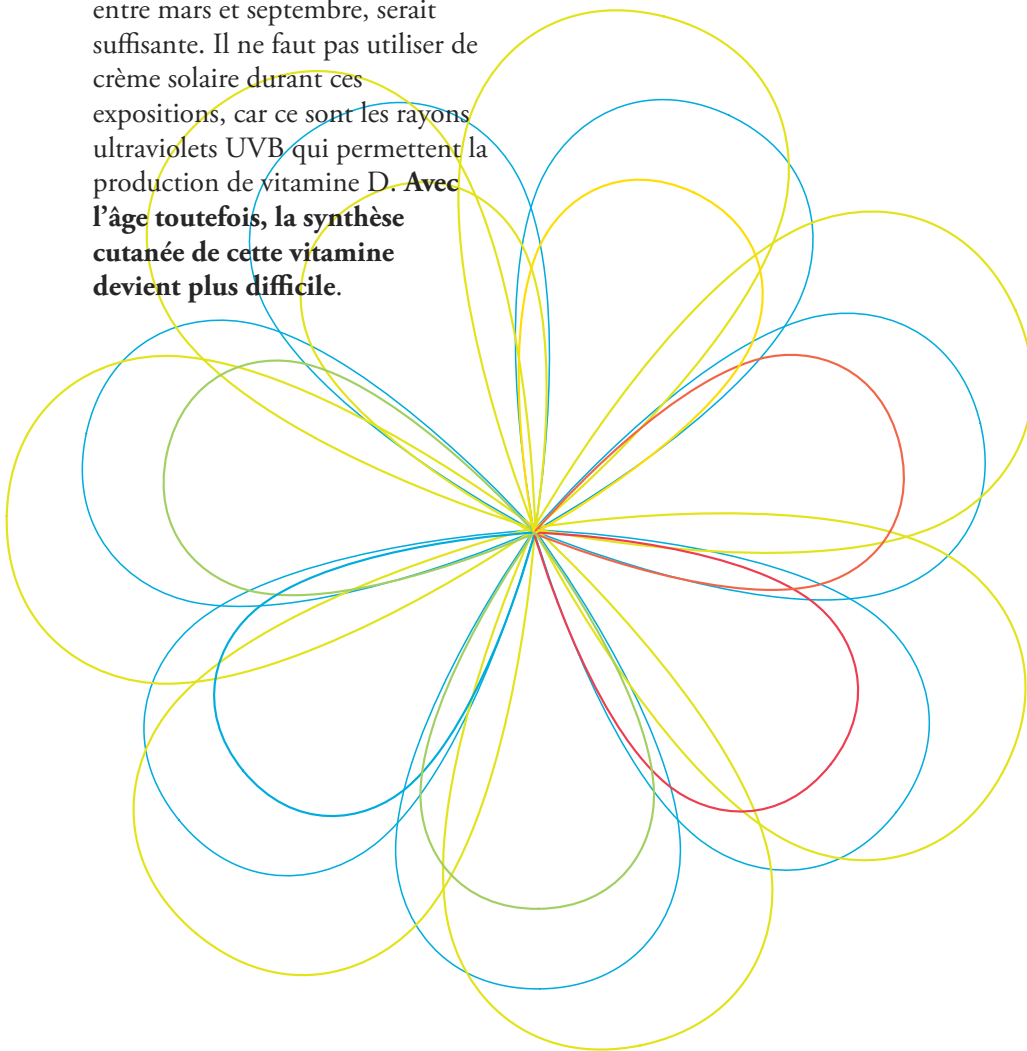 entre mars et septembre, serait
suffisante. Il ne faut pas utiliser de
crème solaire durant ces
expositions, car ce sont les rayons
ultraviolets UVB qui permettent la
production de vitamine D. Avec
l’âge toutefois, la synthèse
cutanée de cette vitamine
devient plus difficile.